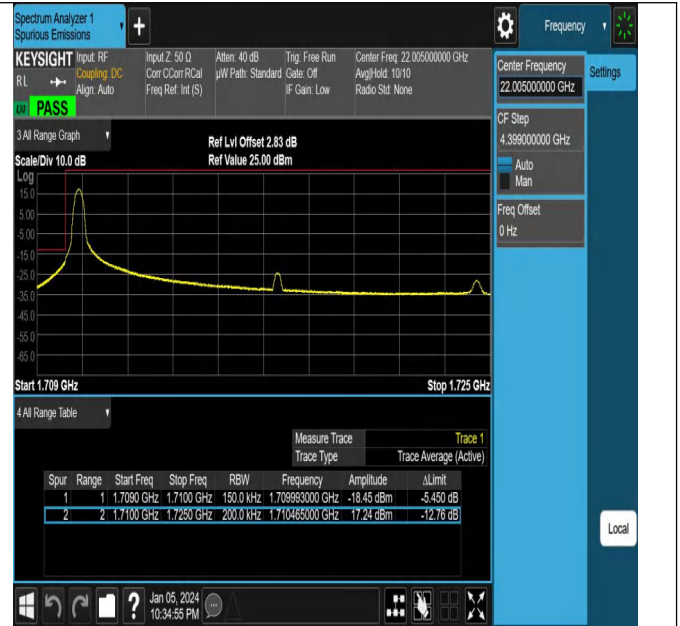 Spectrum Analyzer 1
Spurious Emissions
+
Frequency
KEYSIGHT
RL
Input: RF
Coupling: DC
Align: Auto
Input Z: 50 Ω
Corr CCorr RCal
Freq Ref: Int (S)
Atten: 40 dB
µW Path: Standard
Trig: Free Run
Gate: Off
IF Gain: Low
Center Freq: 22.005000000 GHz
Avg|Hold: 10/10
Radio Std: None
PASS
Center Frequency
22.005000000 GHz
Settings
CF Step
4.399000000 GHz
Auto
Man
Freq Offset
0 Hz
3 All Range Graph
Ref Lvl Offset 2.83 dB
Scale/Div 10.0 dB
Ref Value 25.00 dBm
Log
15.0
5.00
-5.00
-15.0
-25.0
-35.0
-45.0
-55.0
-65.0
Start 1.709 GHz
Stop 1.725 GHz
4 All Range Table
Measure Trace Trace 1
Trace Type Trace Average (Active)
Spur Range Start Freq Stop Freq RBW Frequency Amplitude ΔLimit
1 1 1.7090 GHz 1.7100 GHz 150.0 kHz 1.709993000 GHz -18.45 dBm -5.450 dB
2 2 1.7100 GHz 1.7250 GHz 200.0 kHz 1.710465000 GHz 17.24 dBm -12.76 dB
Local
?
Jan 05, 2024
10:34:55 PM